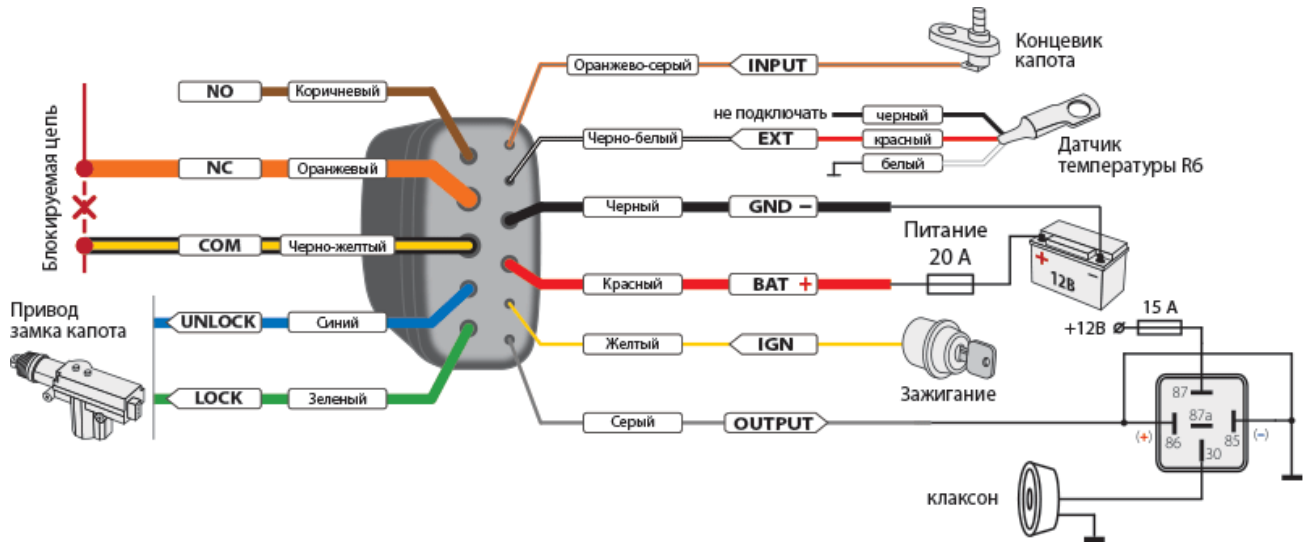 Оранжево-серый
INPUT
Концевик
капота
NO
Коричневый
не подключать
черный
Черно-белый
EXT
красный
белый
Датчик
температуры R6
Блокируемая цепь
NC
Оранжевый
Черный
GND −
Питание
20 А
COM
Черно-желтый
Красный
BAT +
+
−
12В
Привод
замка капота
UNLOCK
Синий
Желтый
IGN
Зажигание
15 А
+12В
LOCK
Зеленый
Серый
OUTPUT
87
87a
(+)
86
85
(−)
30
клаксон